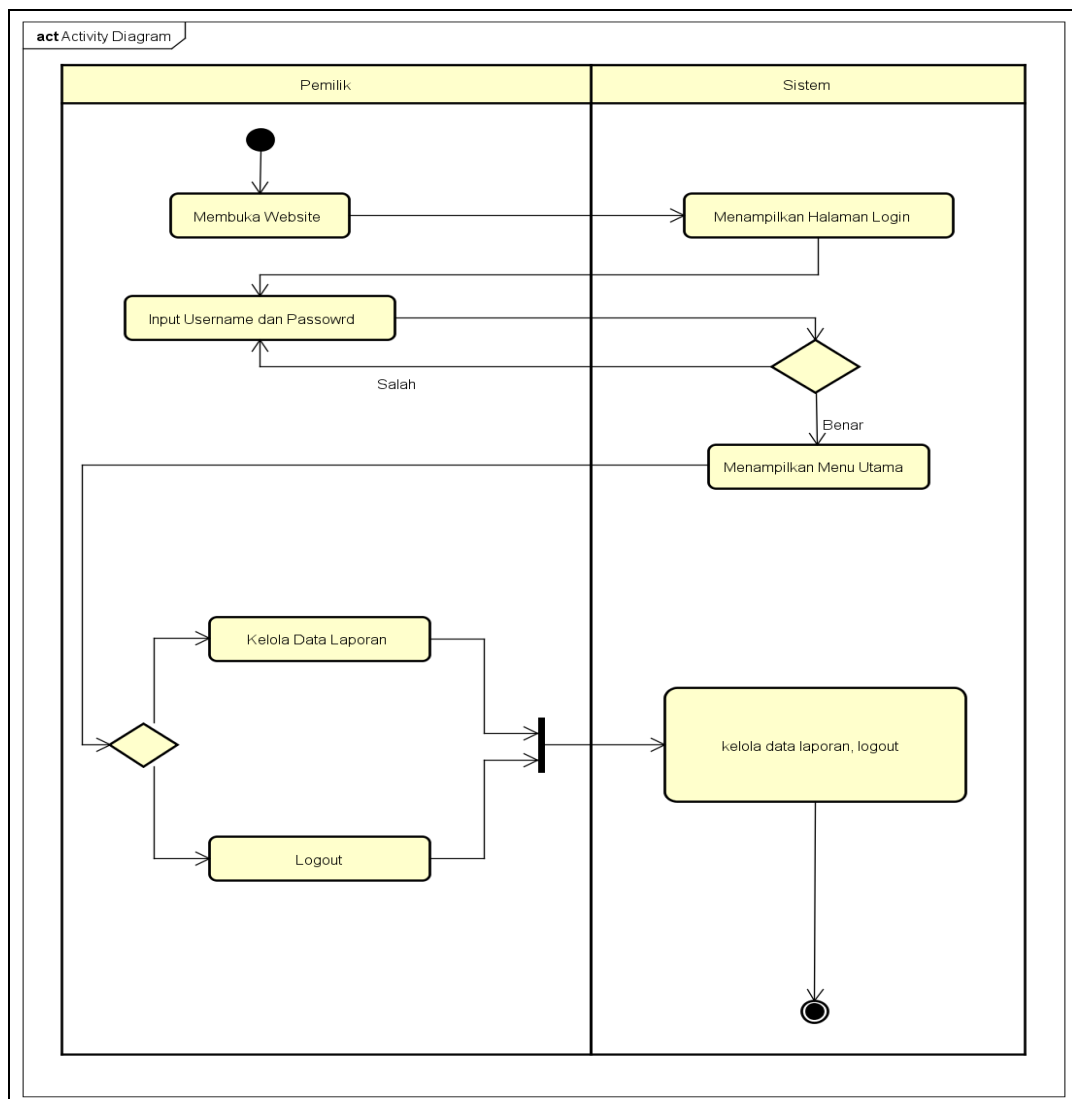 act Activity Diagram
Pemilik
Sistem
Membuka Website
Menampilkan Halaman Login
Input Username dan Passowrd
Salah
Benar
Menampilkan Menu Utama
Kelola Data Laporan
kelola data laporan, logout
Logout